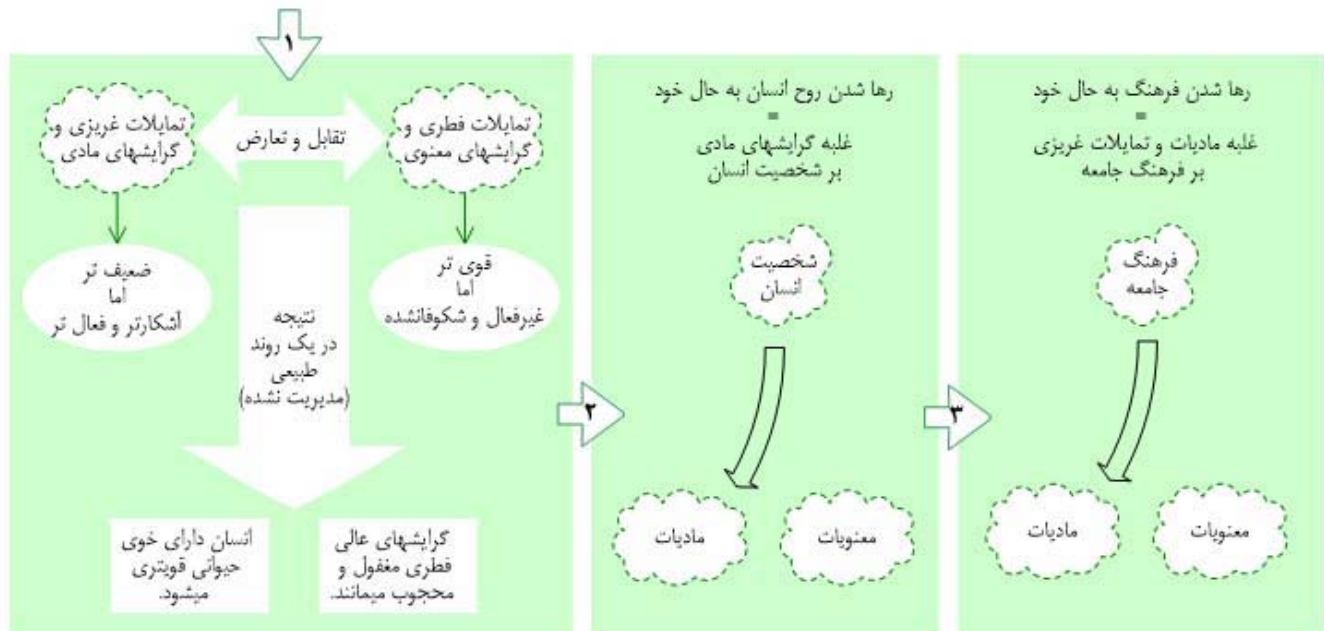 ۱
تمایلات فطری و
گرایشهای معنوی
تقابل و تعارض
تمایلات غریزی و
گرایشهای مادی
قوی تر
اما
غیرفعال و شکوفانشده
ضعیف تر
اما
آشکارتر و فعال تر
نتیجه
در یک روند
طبیعی
(مدیریت نشده)
گرایشهای عالی
فطری مغفول و
محجوب میمانند.
انسان دارای خوی
حیوانی قویتری
میشود.
۲
رها شدن روح انسان به حال خود
=
غلبه گرایشهای مادی
بر شخصیت انسان
شخصیت
انسان
معنویات
مادیات
۳
رها شدن فرهنگ به حال خود
=
غلبه مادیات و تمایلات غریزی
بر فرهنگ جامعه
فرهنگ
جامعه
معنویات
مادیات